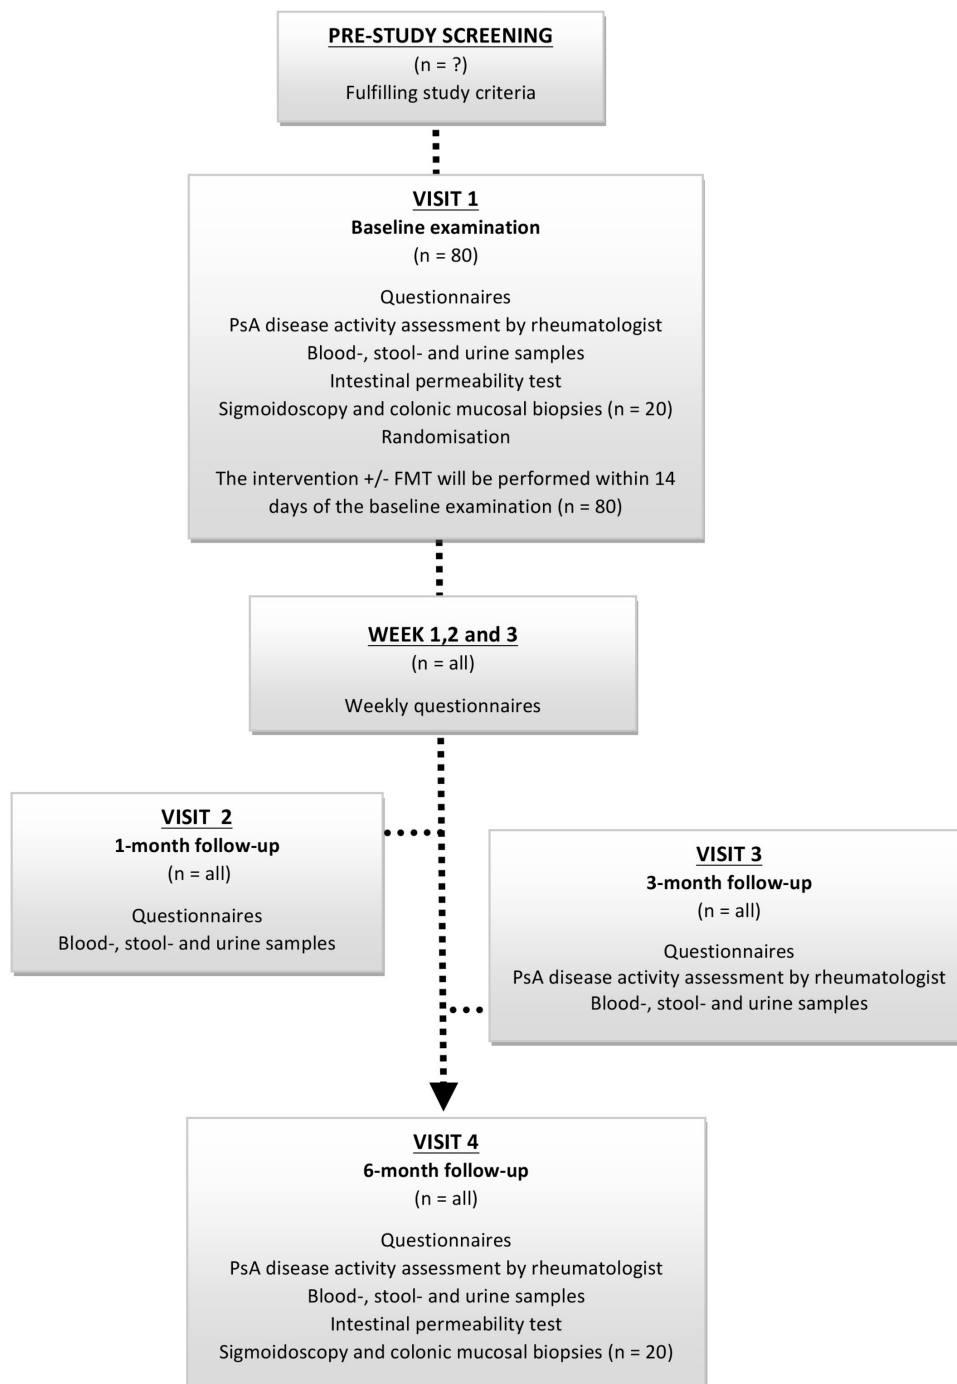 PRE-STUDY SCREENING
(n = ?)
Fulfilling study criteria
VISIT 1
Baseline examination
(n = 80)
Questionnaires
PsA disease activity assessment by rheumatologist
Blood-, stool- and urine samples
Intestinal permeability test
Sigmoidoscopy and colonic mucosal biopsies (n = 20)
Randomisation
The intervention +/- FMT will be performed within 14
days of the baseline examination (n = 80)
WEEK 1,2 and 3
(n = all)
Weekly questionnaires
VISIT 2
1-month follow-up
(n = all)
Questionnaires
Blood-, stool- and urine samples
VISIT 3
3-month follow-up
(n = all)
Questionnaires
PsA disease activity assessment by rheumatologist
Blood-, stool- and urine samples
VISIT 4
6-month follow-up
(n = all)
Questionnaires
PsA disease activity assessment by rheumatologist
Blood-, stool- and urine samples
Intestinal permeability test
Sigmoidoscopy and colonic mucosal biopsies (n = 20)